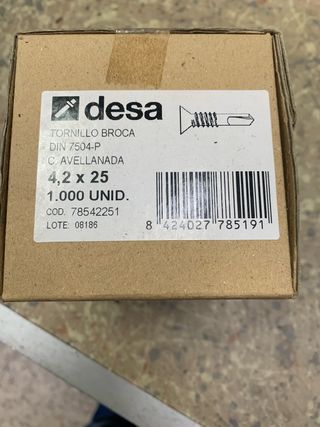 desa
TORNILLO BROCA
DIN 7504-P
C. AVELLANADA
4,2 x 25
1.000 UNID.
COD. 78542251
LOTE: 08186
8 424027 785191